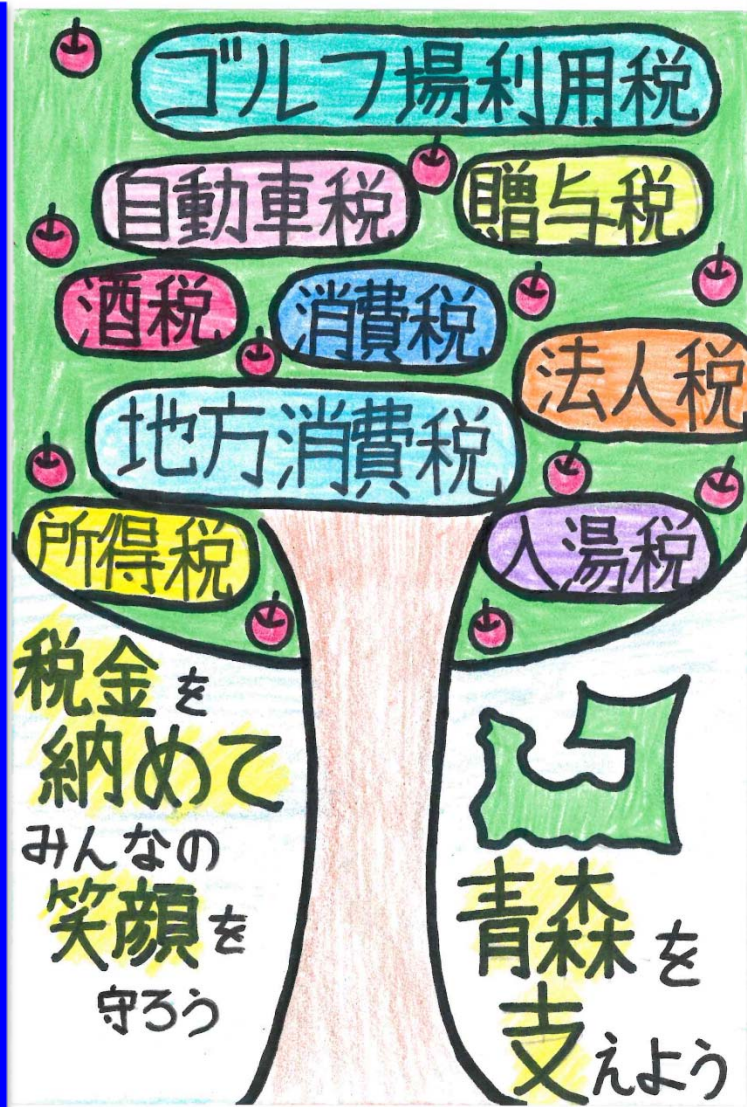 ゴルフ場利用税
自動車税
贈与税
酒税
消費税
法人税
地方消費税
所得税
入湯税
税金を
納めて
みんなの
笑顔を
守ろう
青森を
支えよう